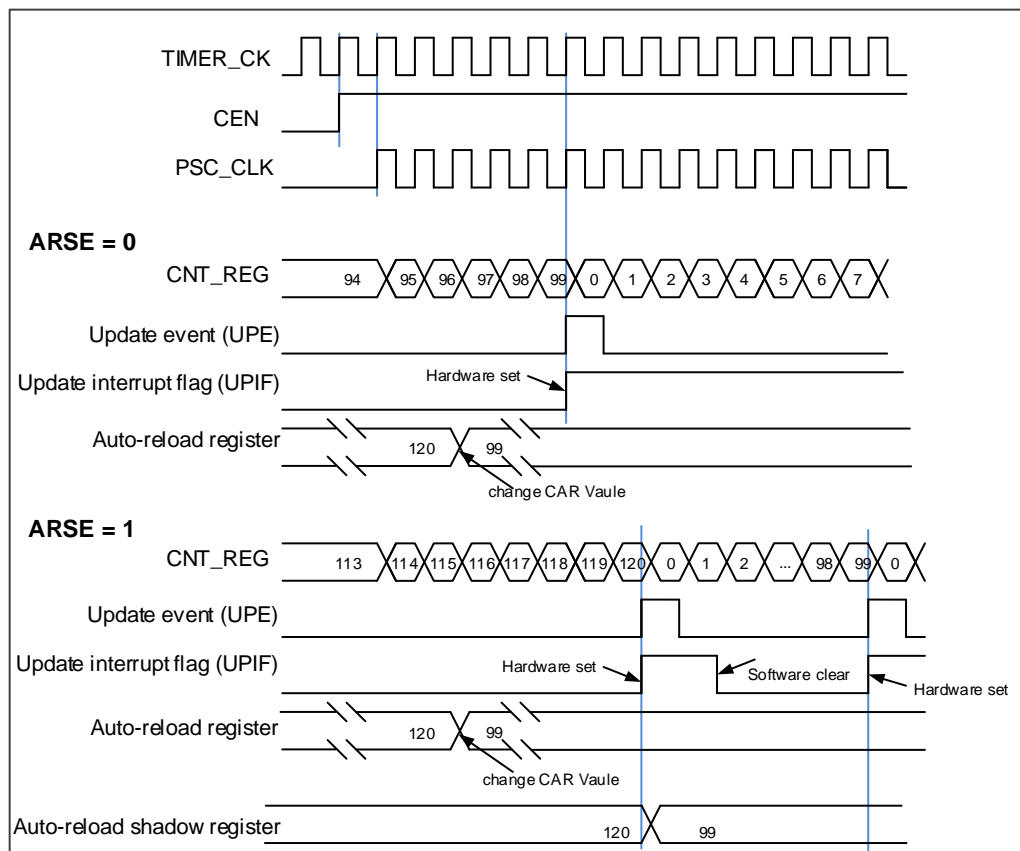 TIMER_CK
CEN
PSC_CLK
ARSE = 0
CNT_REG 94 95 96 97 98 99 0 1 2 3 4 5 6 7
Update event (UPE)
Update interrupt flag (UPIF) Hardware set
Auto-reload register 120 99
change CAR Vaule
ARSE = 1
CNT_REG 113 114 115 116 117 118 119 120 0 1 2 ... 98 99 0
Update event (UPE)
Update interrupt flag (UPIF) Hardware set Software clear Hardware set
Auto-reload register 120 99
change CAR Vaule
Auto-reload shadow register 120 99